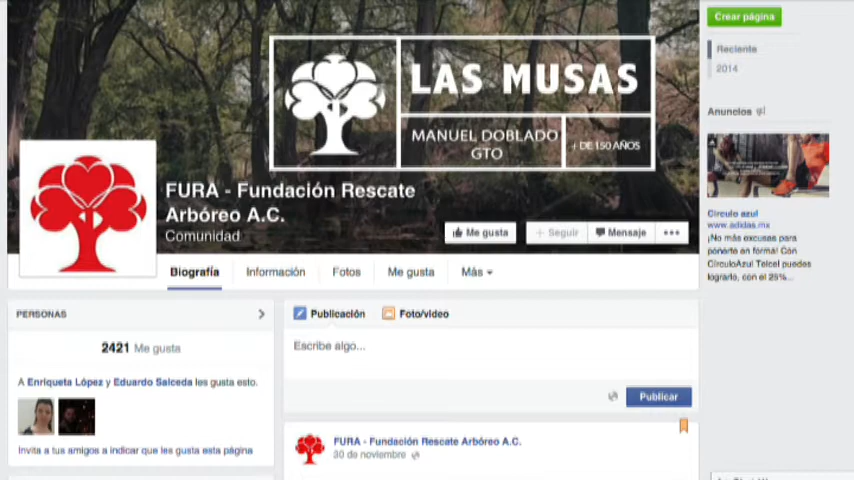 Crear página
LAS MUSAS
MANUEL DOBLADO
GTO
+ DE 150 AÑOS
Reciente
2014
Anuncios
FURA - Fundación Rescate
Arbóreo A.C.
Comunidad
Me gusta
Seguir
Mensaje
Biografía
Información
Fotos
Me gusta
Más
Círculo azul
www.adidas.mx
¡No más excusas para
ponerte en forma! Con
CírculoAzul Telcel puedes
lograrlo, con el 25%...
PERSONAS
2421 Me gusta
A Enriqueta López y Eduardo Salceda les gusta esto.
Invita a tus amigos a indicar que les gusta esta página
Publicación
Foto/video
Escribe algo...
Publicar
FURA - Fundación Rescate Arbóreo A.C.
30 de noviembre